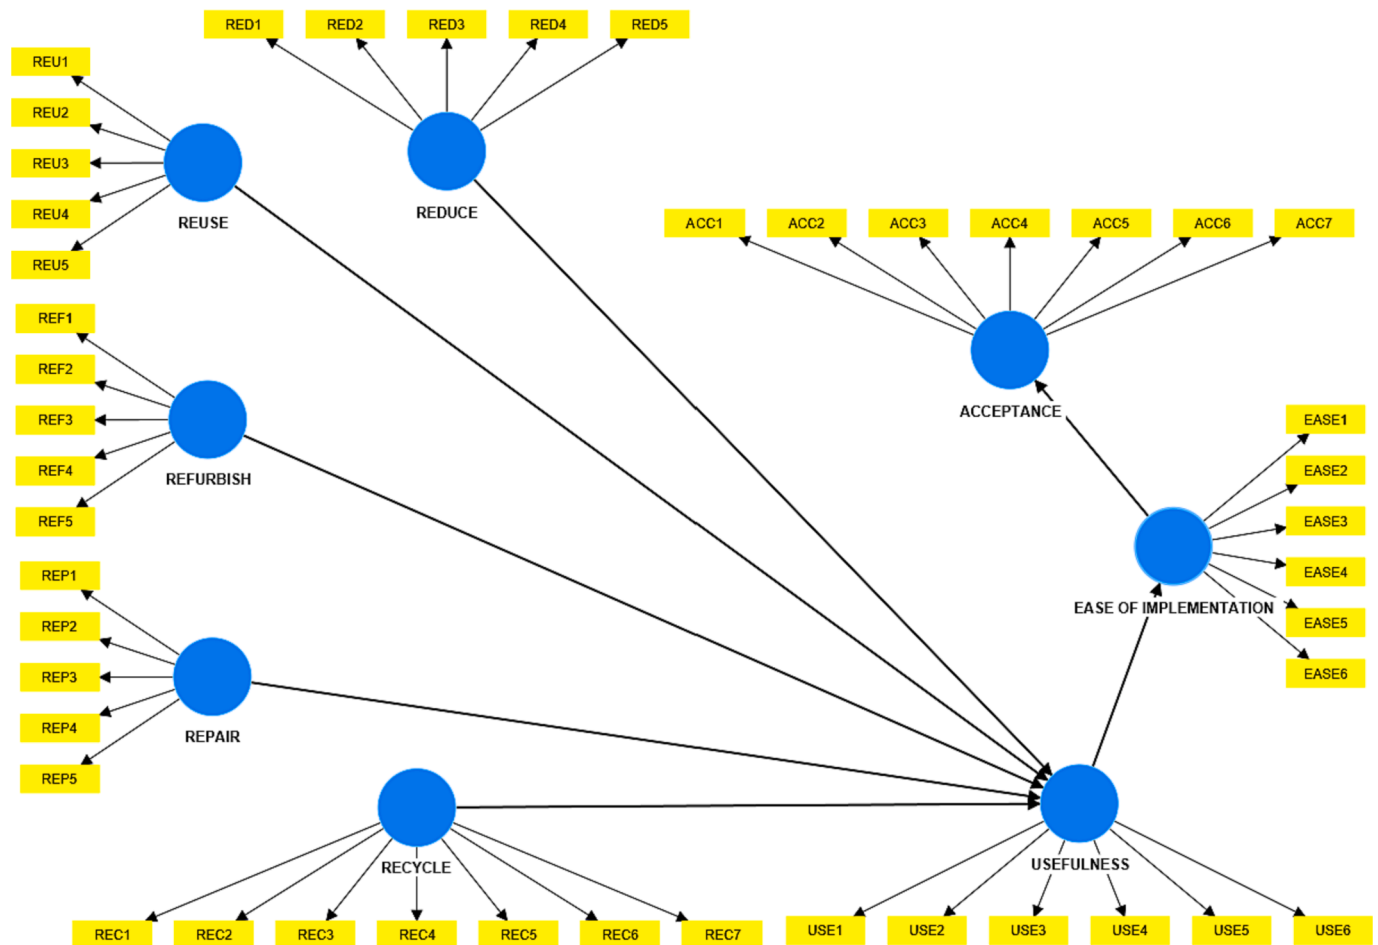 RED1
RED2
RED3
RED4
RED5
REDUCE
REU1
REU2
REU3
REU4
REU5
REUSE
ACC1
ACC2
ACC3
ACC4
ACC5
ACC6
ACC7
ACCEPTANCE
REF1
REF2
REF3
REF4
REF5
REFURBISH
EASE1
EASE2
EASE3
EASE4
EASE5
EASE6
EASE OF IMPLEMENTATION
REP1
REP2
REP3
REP4
REP5
REPAIR
RECYCLE
REC1
REC2
REC3
REC4
REC5
REC6
REC7
USEFULNESS
USE1
USE2
USE3
USE4
USE5
USE6